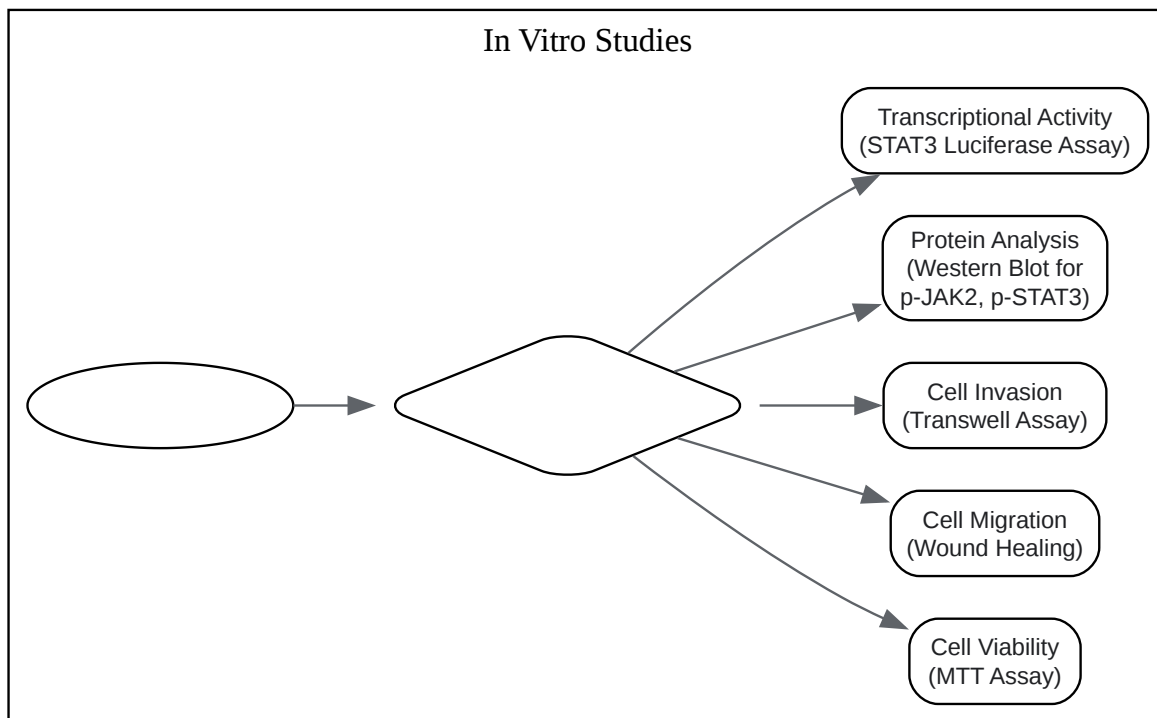 In Vitro Studies
Transcriptional Activity
(STAT3 Luciferase Assay)
Protein Analysis
(Western Blot for
p-JAK2, p-STAT3)
Cell Invasion
(Transwell Assay)
Cell Migration
(Wound Healing)
Cell Viability
(MTT Assay)